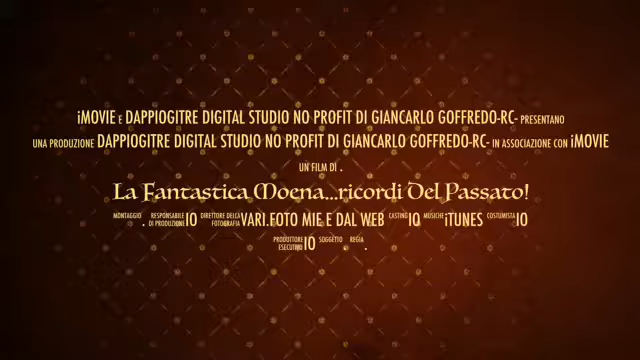 iMOVIE E DAPPIOGITRE DIGITAL STUDIO NO PROFIT DI GIANCARLO GOFFREDO-RC- PRESENTANO
UNA PRODUZIONE DAPPIOGITRE DIGITAL STUDIO NO PROFIT DI GIANCARLO GOFFREDO-RC- IN ASSOCIAZIONE CON iMOVIE
UN FILM DI .
La Fantastica Moena...ricordi Del Passato!
MONTAGGIO . RESPONSABILE DI PRODUZIONE IO DIRETTORE DELLA FOTOGRAFIA VARI.FOTO MIE E DAL WEB CASTING IO MUSICHE iTUNES COSTUMISTA IO
PRODUTTORE ESECUTIVO IO SOGGETTO . REGIA .